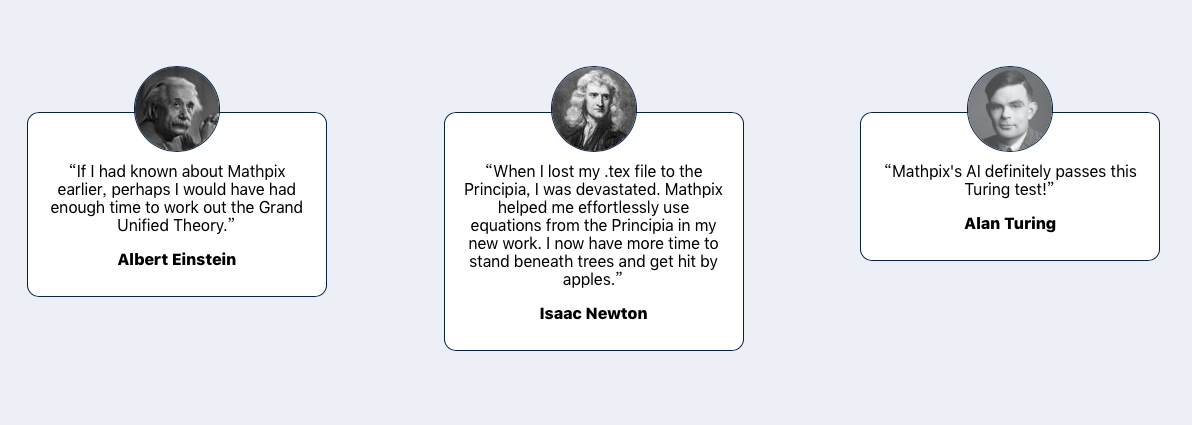 “If I had known about Mathpix
earlier, perhaps I would have had
enough time to work out the Grand
Unified Theory.”
Albert Einstein
“When I lost my .tex file to the
Principia, I was devastated. Mathpix
helped me effortlessly use
equations from the Principia in my
new work. I now have more time to
stand beneath trees and get hit by
apples.”
Isaac Newton
“Mathpix's AI definitely passes this
Turing test!”
Alan Turing